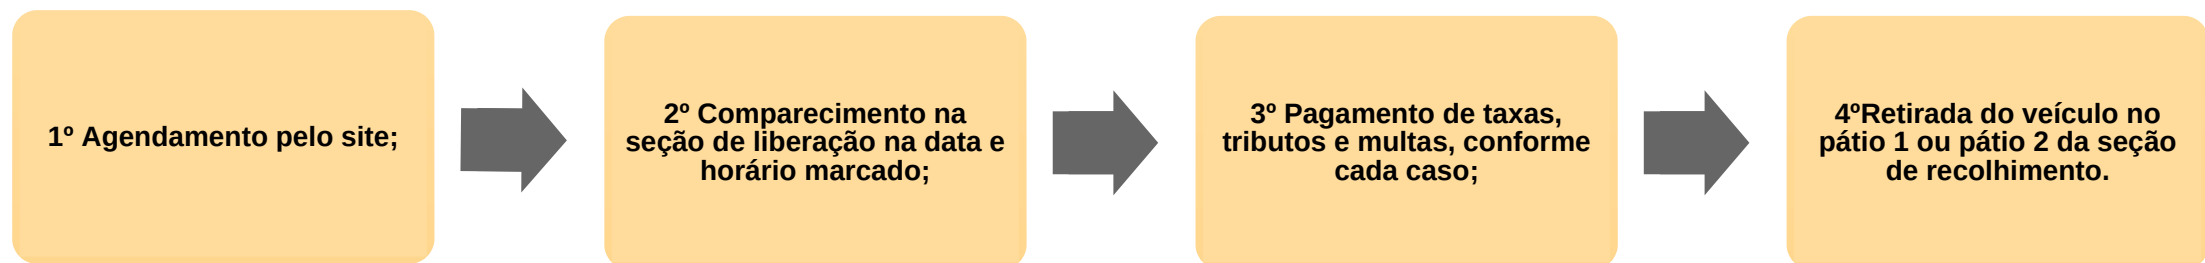 1º Agendamento pelo site;
2º Comparecimento na
seção de liberação na data e
horário marcado;
3º Pagamento de taxas,
tributos e multas, conforme
cada caso;
4ºRetirada do veículo no
pátio 1 ou pátio 2 da seção
de recolhimento.